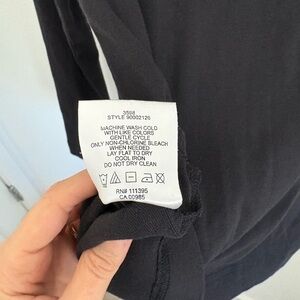 3598
STYLE 90002126
MACHINE WASH COLD
WITH LIKE COLORS
GENTLE CYCLE
ONLY NON-CHLORINE BLEACH
WHEN NEEDED
LAY FLAT TO DRY
COOL IRON
DO NOT DRY CLEAN
RN# 111395
CA 00985